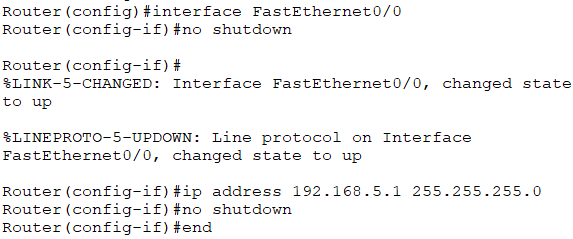 Router(config)#interface FastEthernet0/0
Router(config-if)#no shutdown
Router(config-if)#
%LINK-5-CHANGED: Interface FastEthernet0/0, changed state
to up
%LINEPROTO-5-UPDOWN: Line protocol on Interface
FastEthernet0/0, changed state to up
Router(config-if)#ip address 192.168.5.1 255.255.255.0
Router(config-if)#no shutdown
Router(config-if)#end